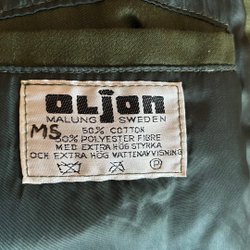 OLJON
MALUNG SWEDEN
MS
50% COTTON
50% POLYESTER FIBRE
MED EXTRA HÖG STYRKA
OCH EXTRA HÖG VATTENAVVISNING
P